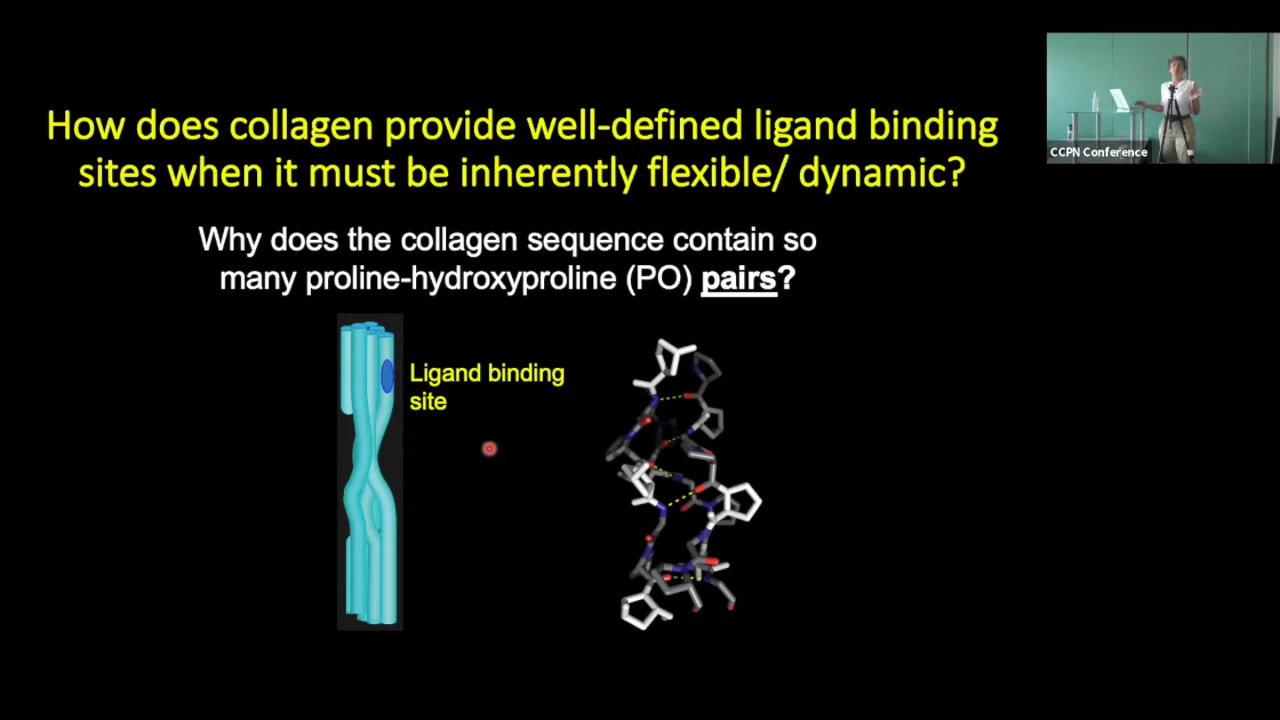 How does collagen provide well-defined ligand binding
sites when it must be inherently flexible/ dynamic?
Why does the collagen sequence contain so
many proline-hydroxyproline (PO) pairs?
Ligand binding
site
CCPN Conference